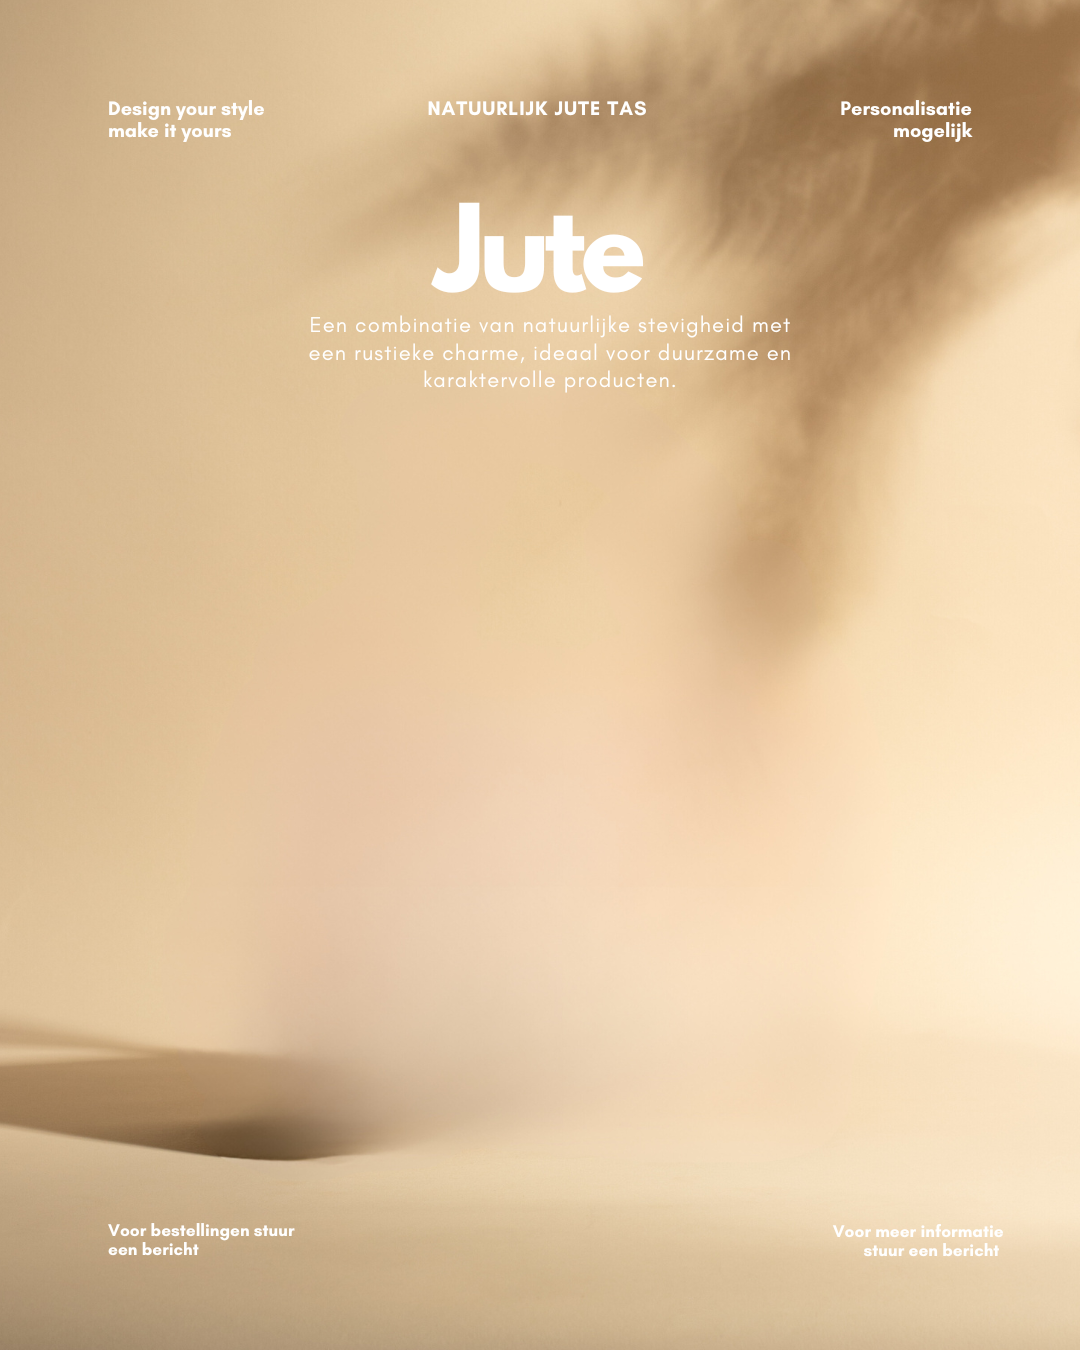 Design your style
make it yours
NATUURLIJK JUTE TAS
Personalisatie
mogelijk
Jute
Een combinatie van natuurlijke stevigheid met
een rustieke charme, ideaal voor duurzame en
karaktervolle producten.
Voor bestellingen stuur
een bericht
Voor meer informatie
stuur een bericht